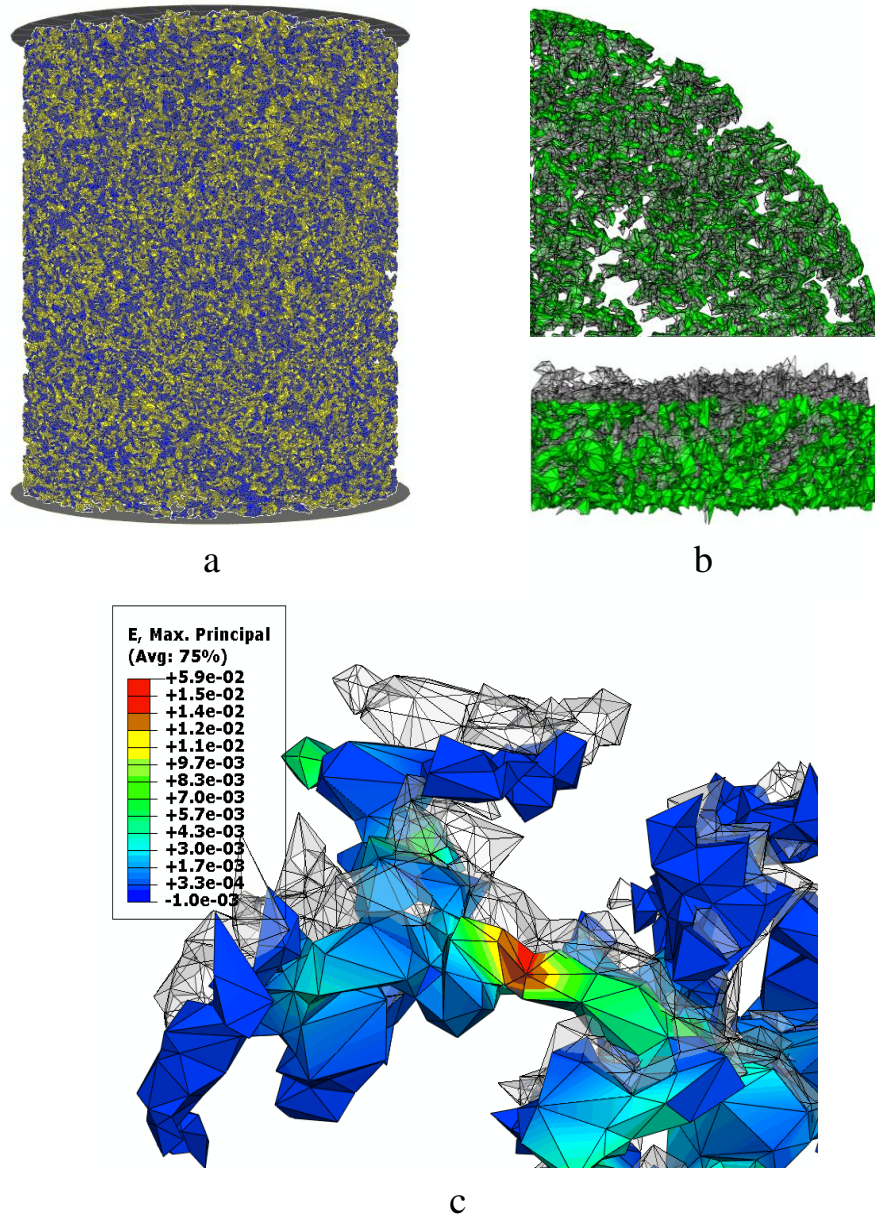 a
b
E, Max. Principal
(Avg: 75%)
+5.9e-02
+1.5e-02
+1.4e-02
+1.2e-02
+1.1e-02
+9.7e-03
+8.3e-03
+7.0e-03
+5.7e-03
+4.3e-03
+3.0e-03
+1.7e-03
+3.3e-04
-1.0e-03
c